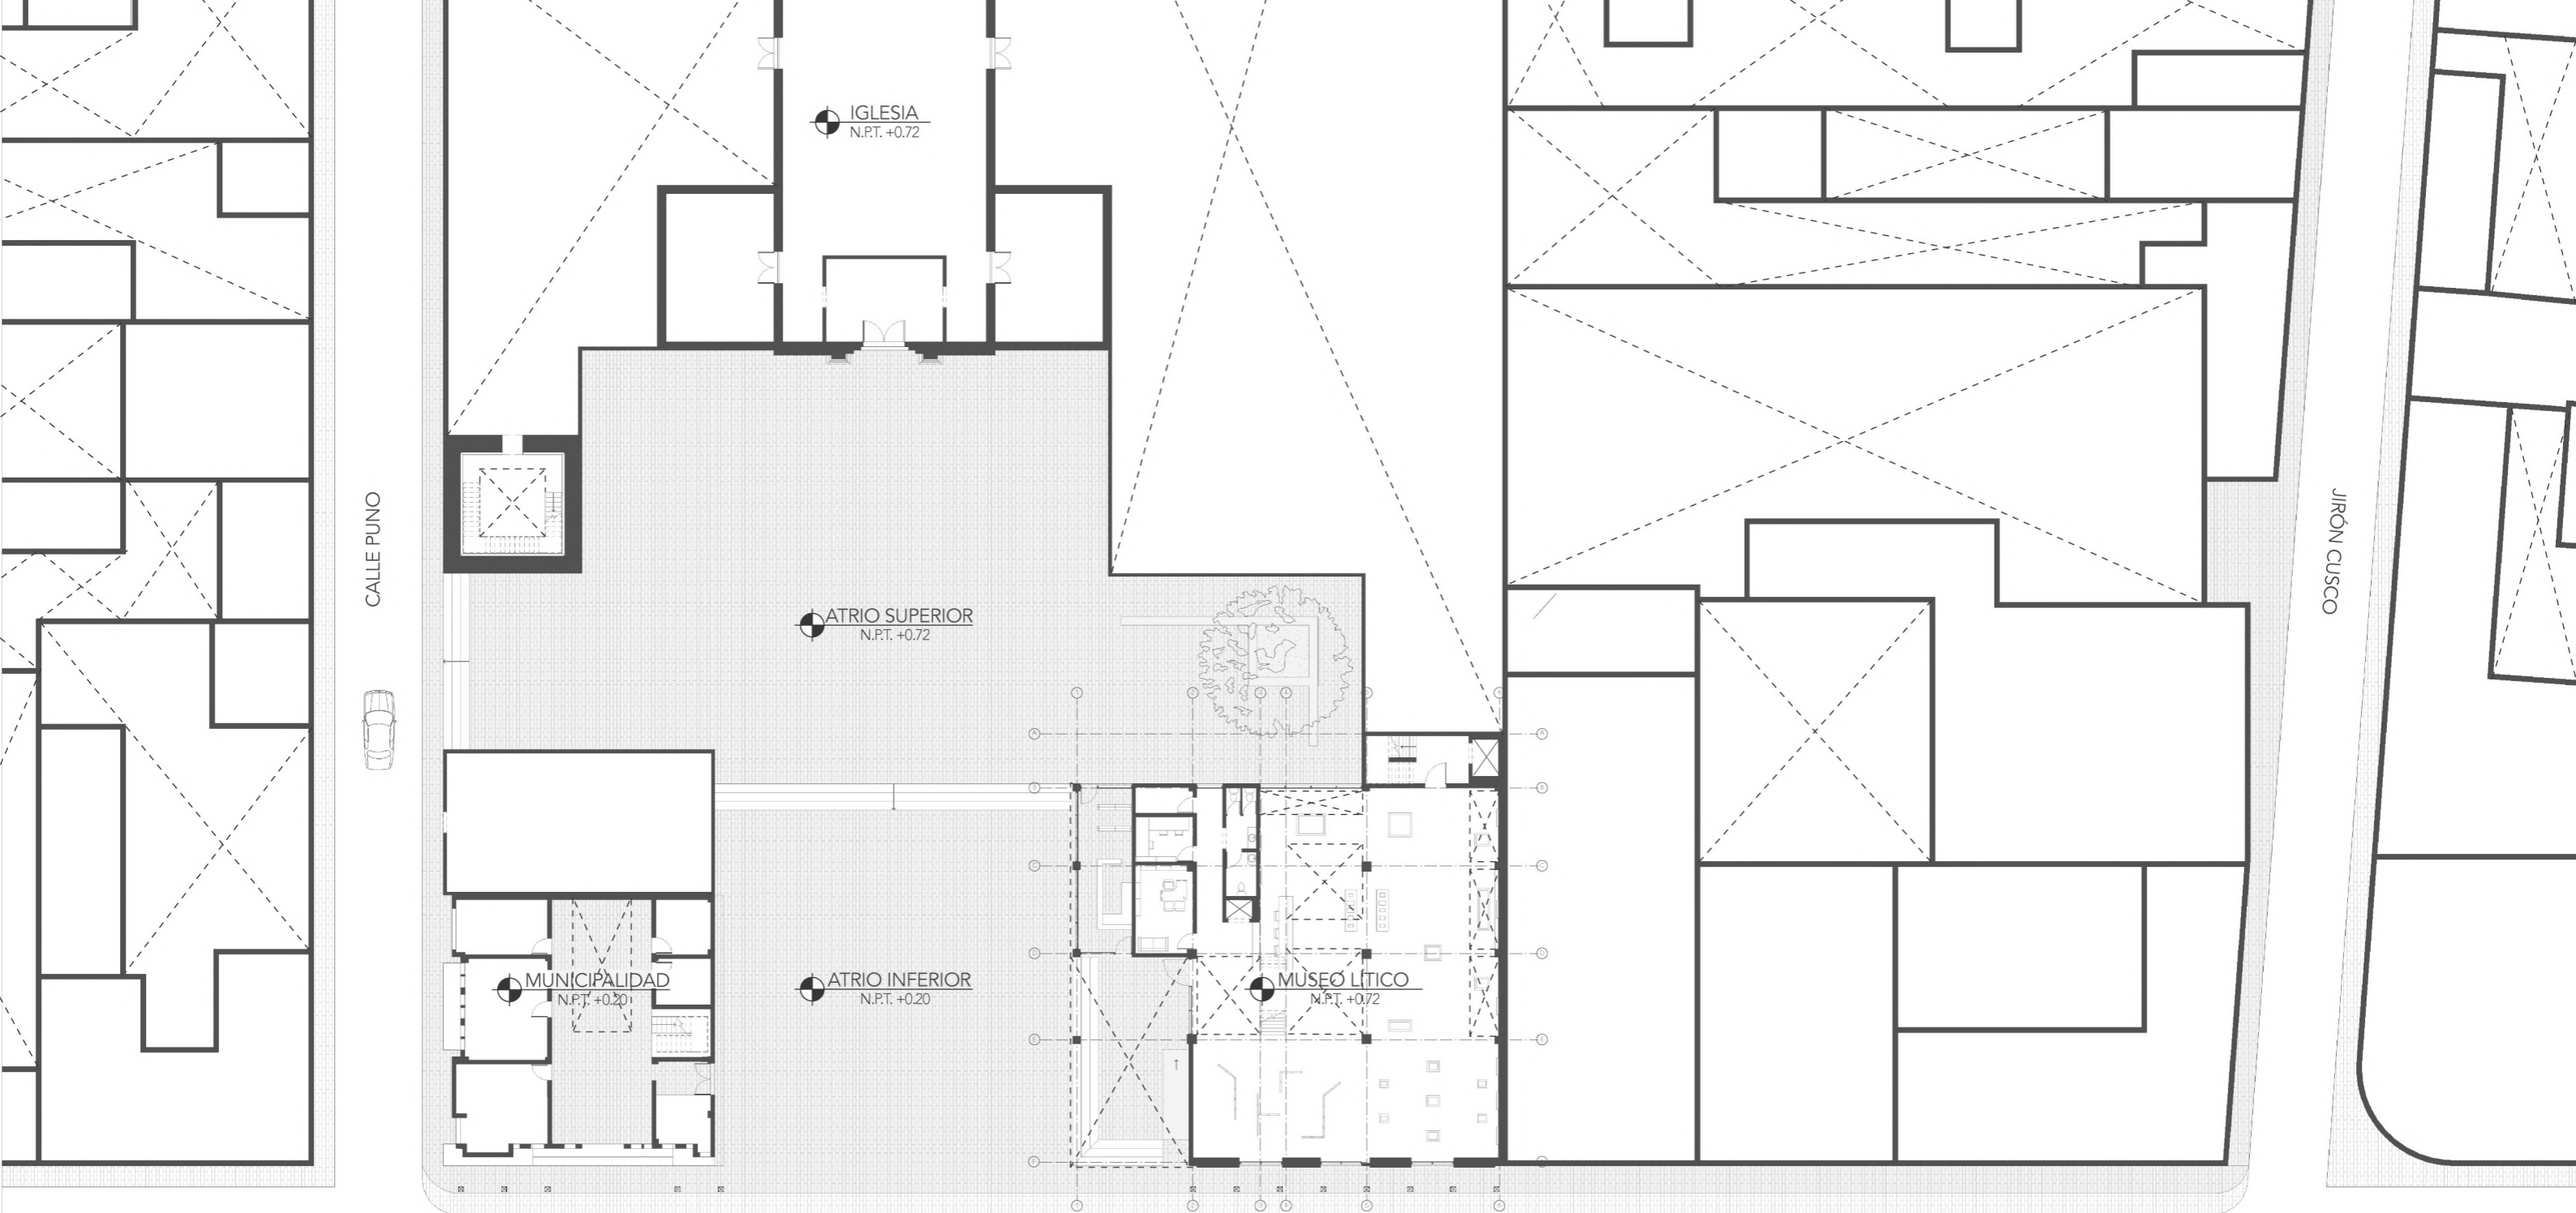 IGLESIA
N.P.T. +0.72
CALLE PUNO
JIRÓN CUSCO
ATRIO SUPERIOR
N.P.T. +0.72
MUNICIPALIDAD
N.P.T. +0.20
ATRIO INFERIOR
N.P.T. +0.20
MUSEO LÍTICO
N.P.T. +0.72